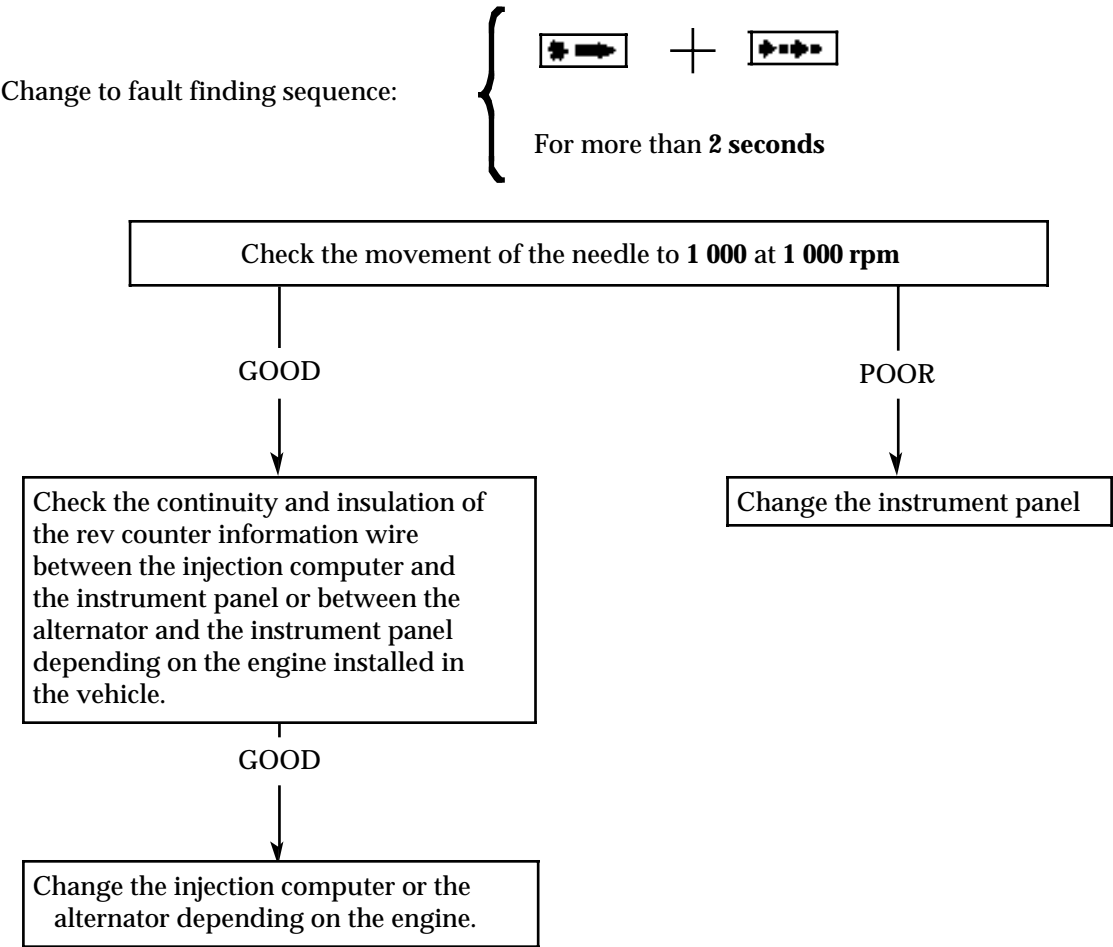 Change to fault finding sequence:
For more than 2 seconds
Check the movement of the needle to 1 000 at 1 000 rpm
GOOD
POOR
Check the continuity and insulation of
the rev counter information wire
between the injection computer and
the instrument panel or between the
alternator and the instrument panel
depending on the engine installed in
the vehicle.
Change the instrument panel
GOOD
Change the injection computer or the
alternator depending on the engine.